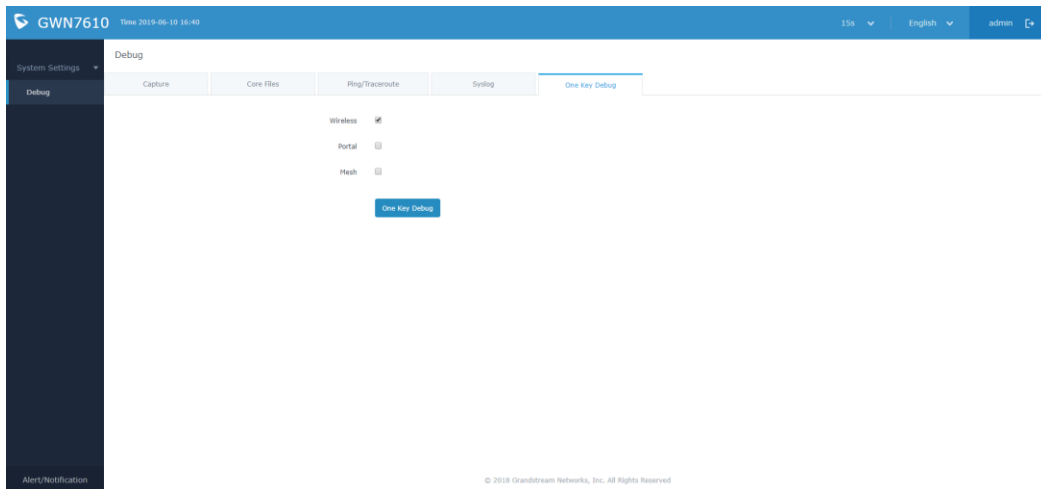 GWN7610 Time 2019-06-10 16:40 15s English admin
System Settings
Debug
Debug
Capture Core Files Ping/Traceroute Syslog One Key Debug
Wireless
Portal
Mesh
One Key Debug
Alert/Notification
© 2018 Grandstream Networks, Inc. All Rights Reserved